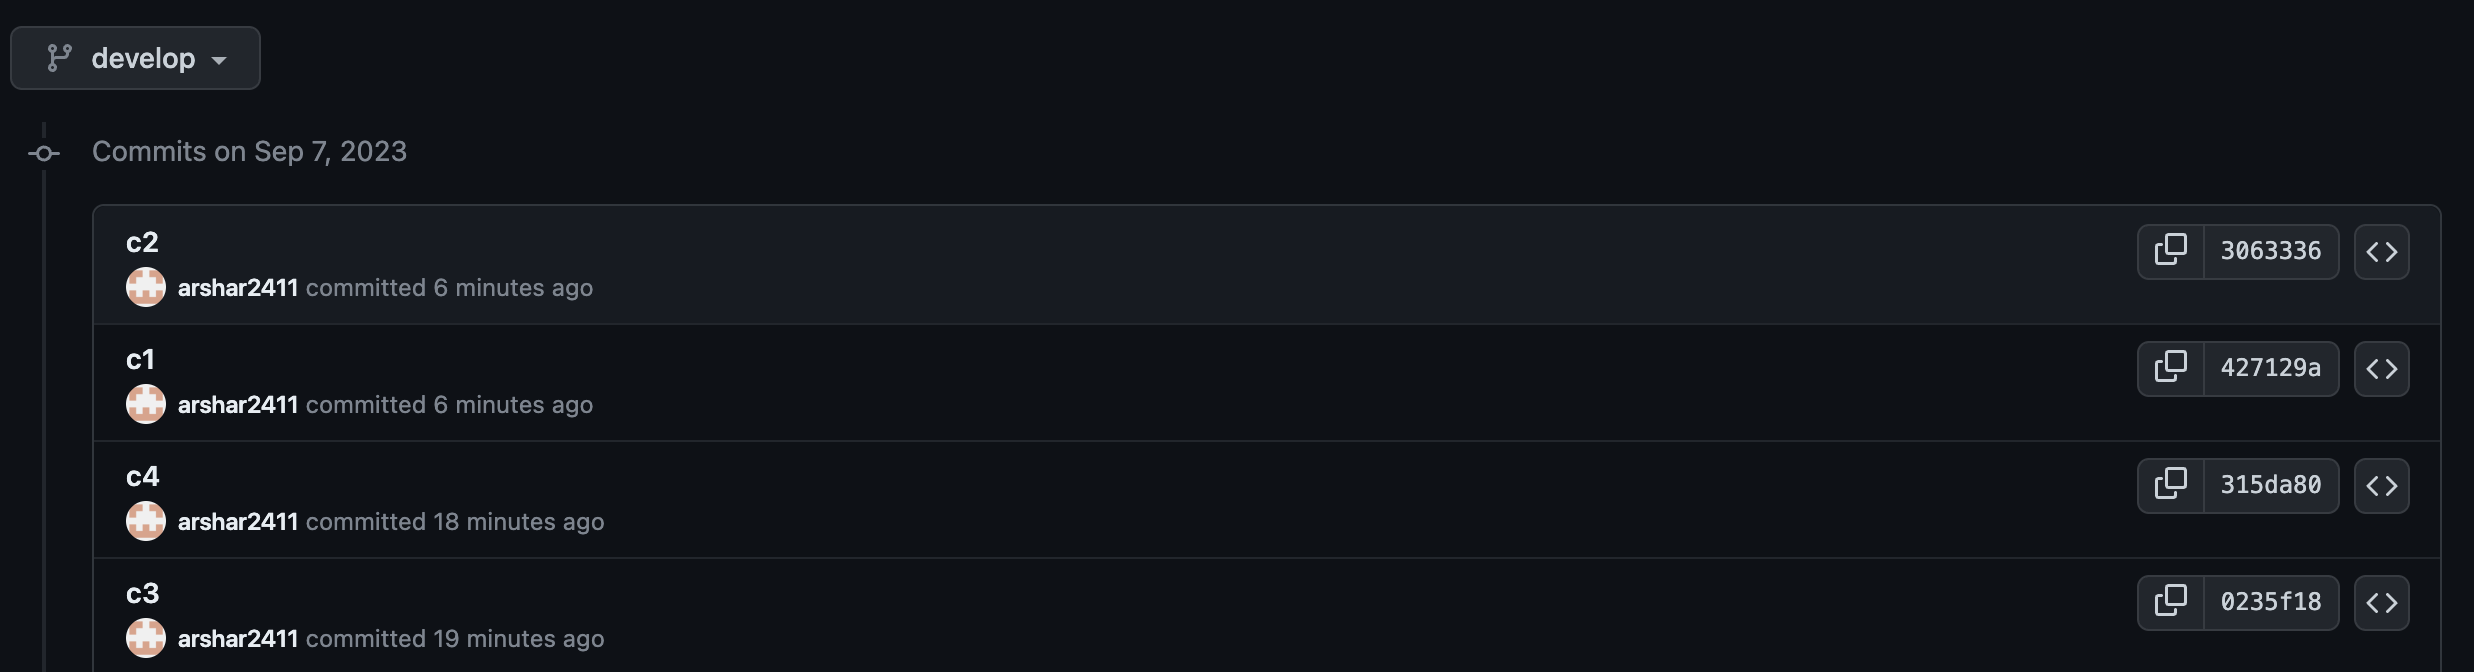 develop
Commits on Sep 7, 2023
c2
3063336
arshar2411 committed 6 minutes ago
c1
427129a
arshar2411 committed 6 minutes ago
c4
315da80
arshar2411 committed 18 minutes ago
c3
0235f18
arshar2411 committed 19 minutes ago